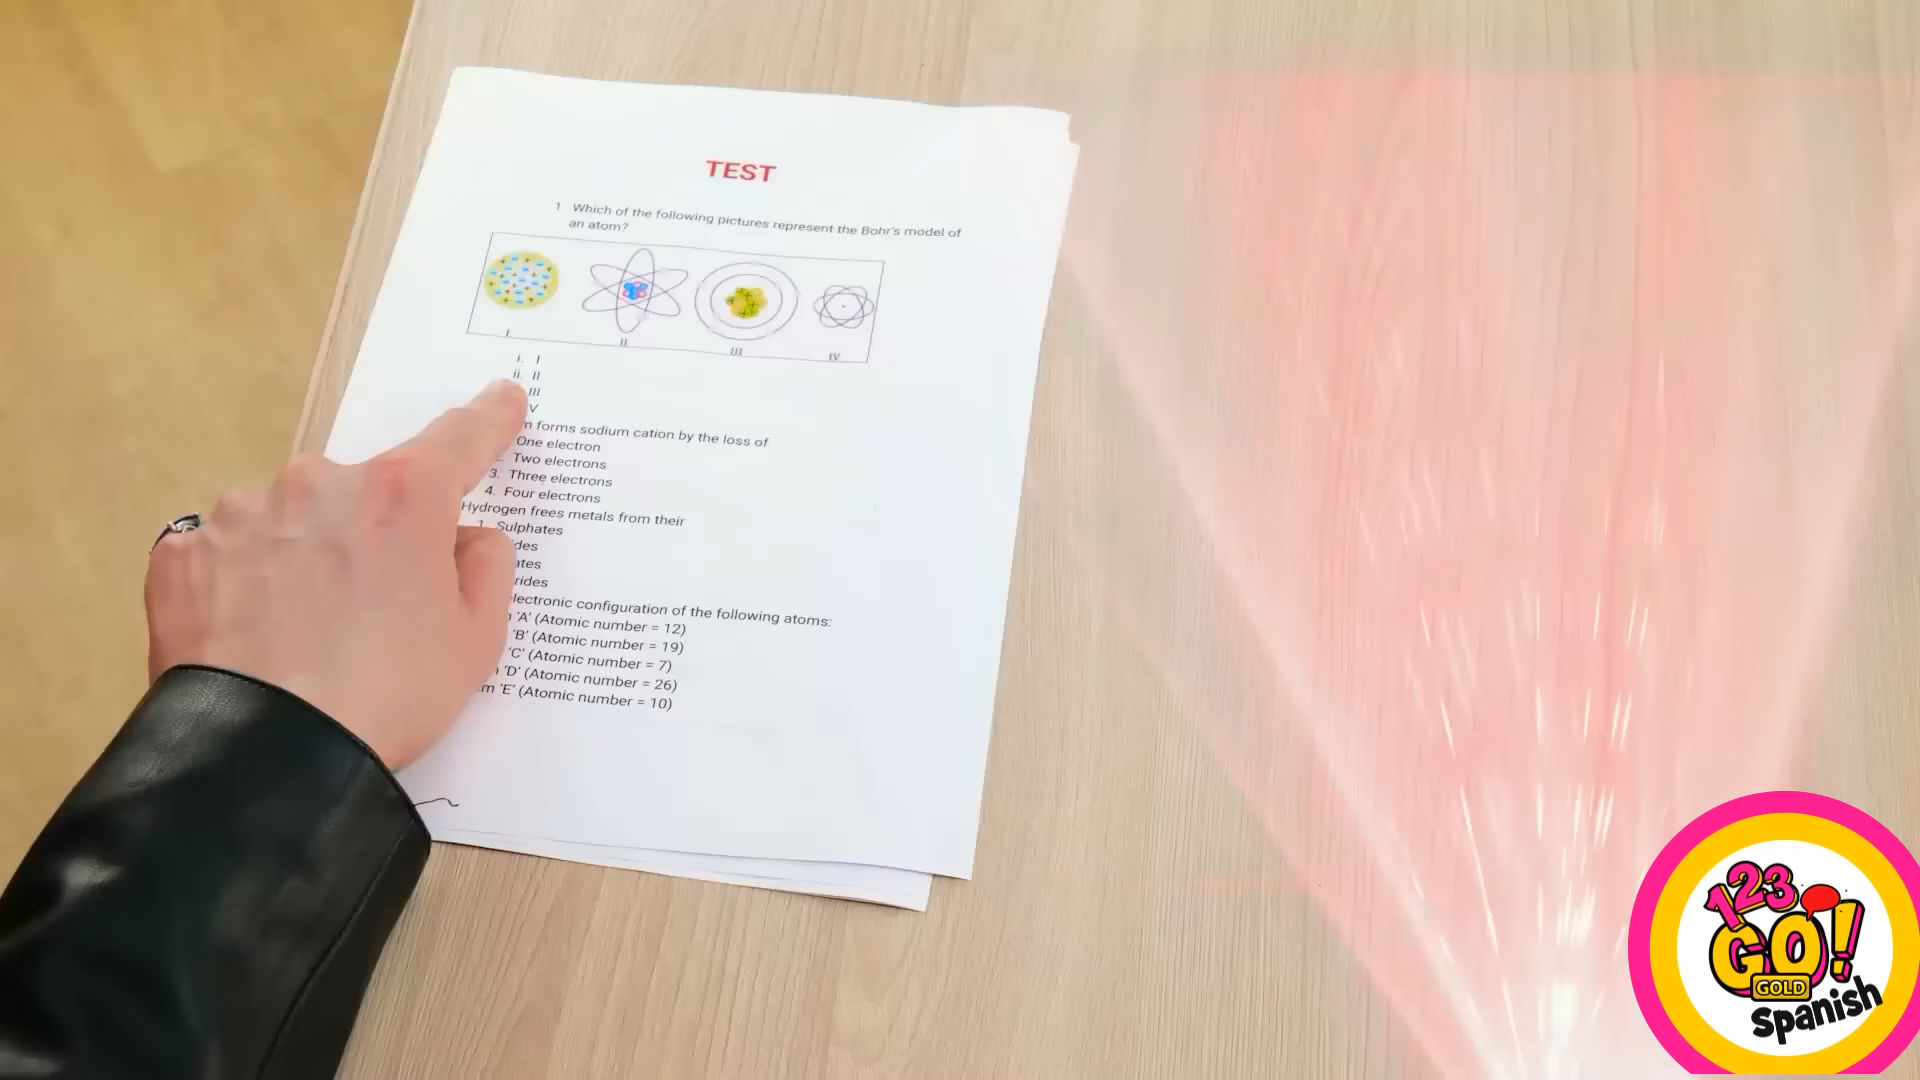 TEST
1. Which of the following pictures represent the Bohr's model of
an atom?
I II III IV
i. I
ii. II
III
V
n forms sodium cation by the loss of
One electron
Two electrons
3. Three electrons
4. Four electrons
Hydrogen frees metals from their
1. Sulphates
ides
ates
rides
electronic configuration of the following atoms:
'A' (Atomic number = 12)
'B' (Atomic number = 19)
'C' (Atomic number = 7)
'D' (Atomic number = 26)
m 'E' (Atomic number = 10)
123
GO!
GOLD
Spanish